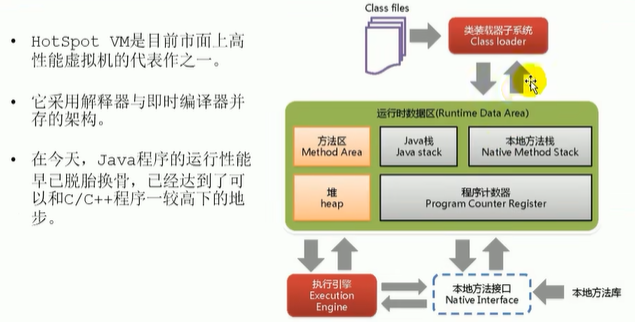 • HotSpot VM是目前市面上高
性能虚拟机的代表作之一。
• 它采用解释器与即时编译器并
存的架构。
• 在今天，Java程序的运行性能
早已脱胎换骨，已经达到了可
以和C/C++程序一较高下的地
步。
Class files
类装载器子系统
Class loader
运行时数据区(Runtime Data Area)
方法区
Method Area
Java栈
Java stack
本地方法栈
Native Method Stack
堆
heap
程序计数器
Program Counter Register
执行引擎
Execution
Engine
本地方法接口
Native Interface
本地方法库